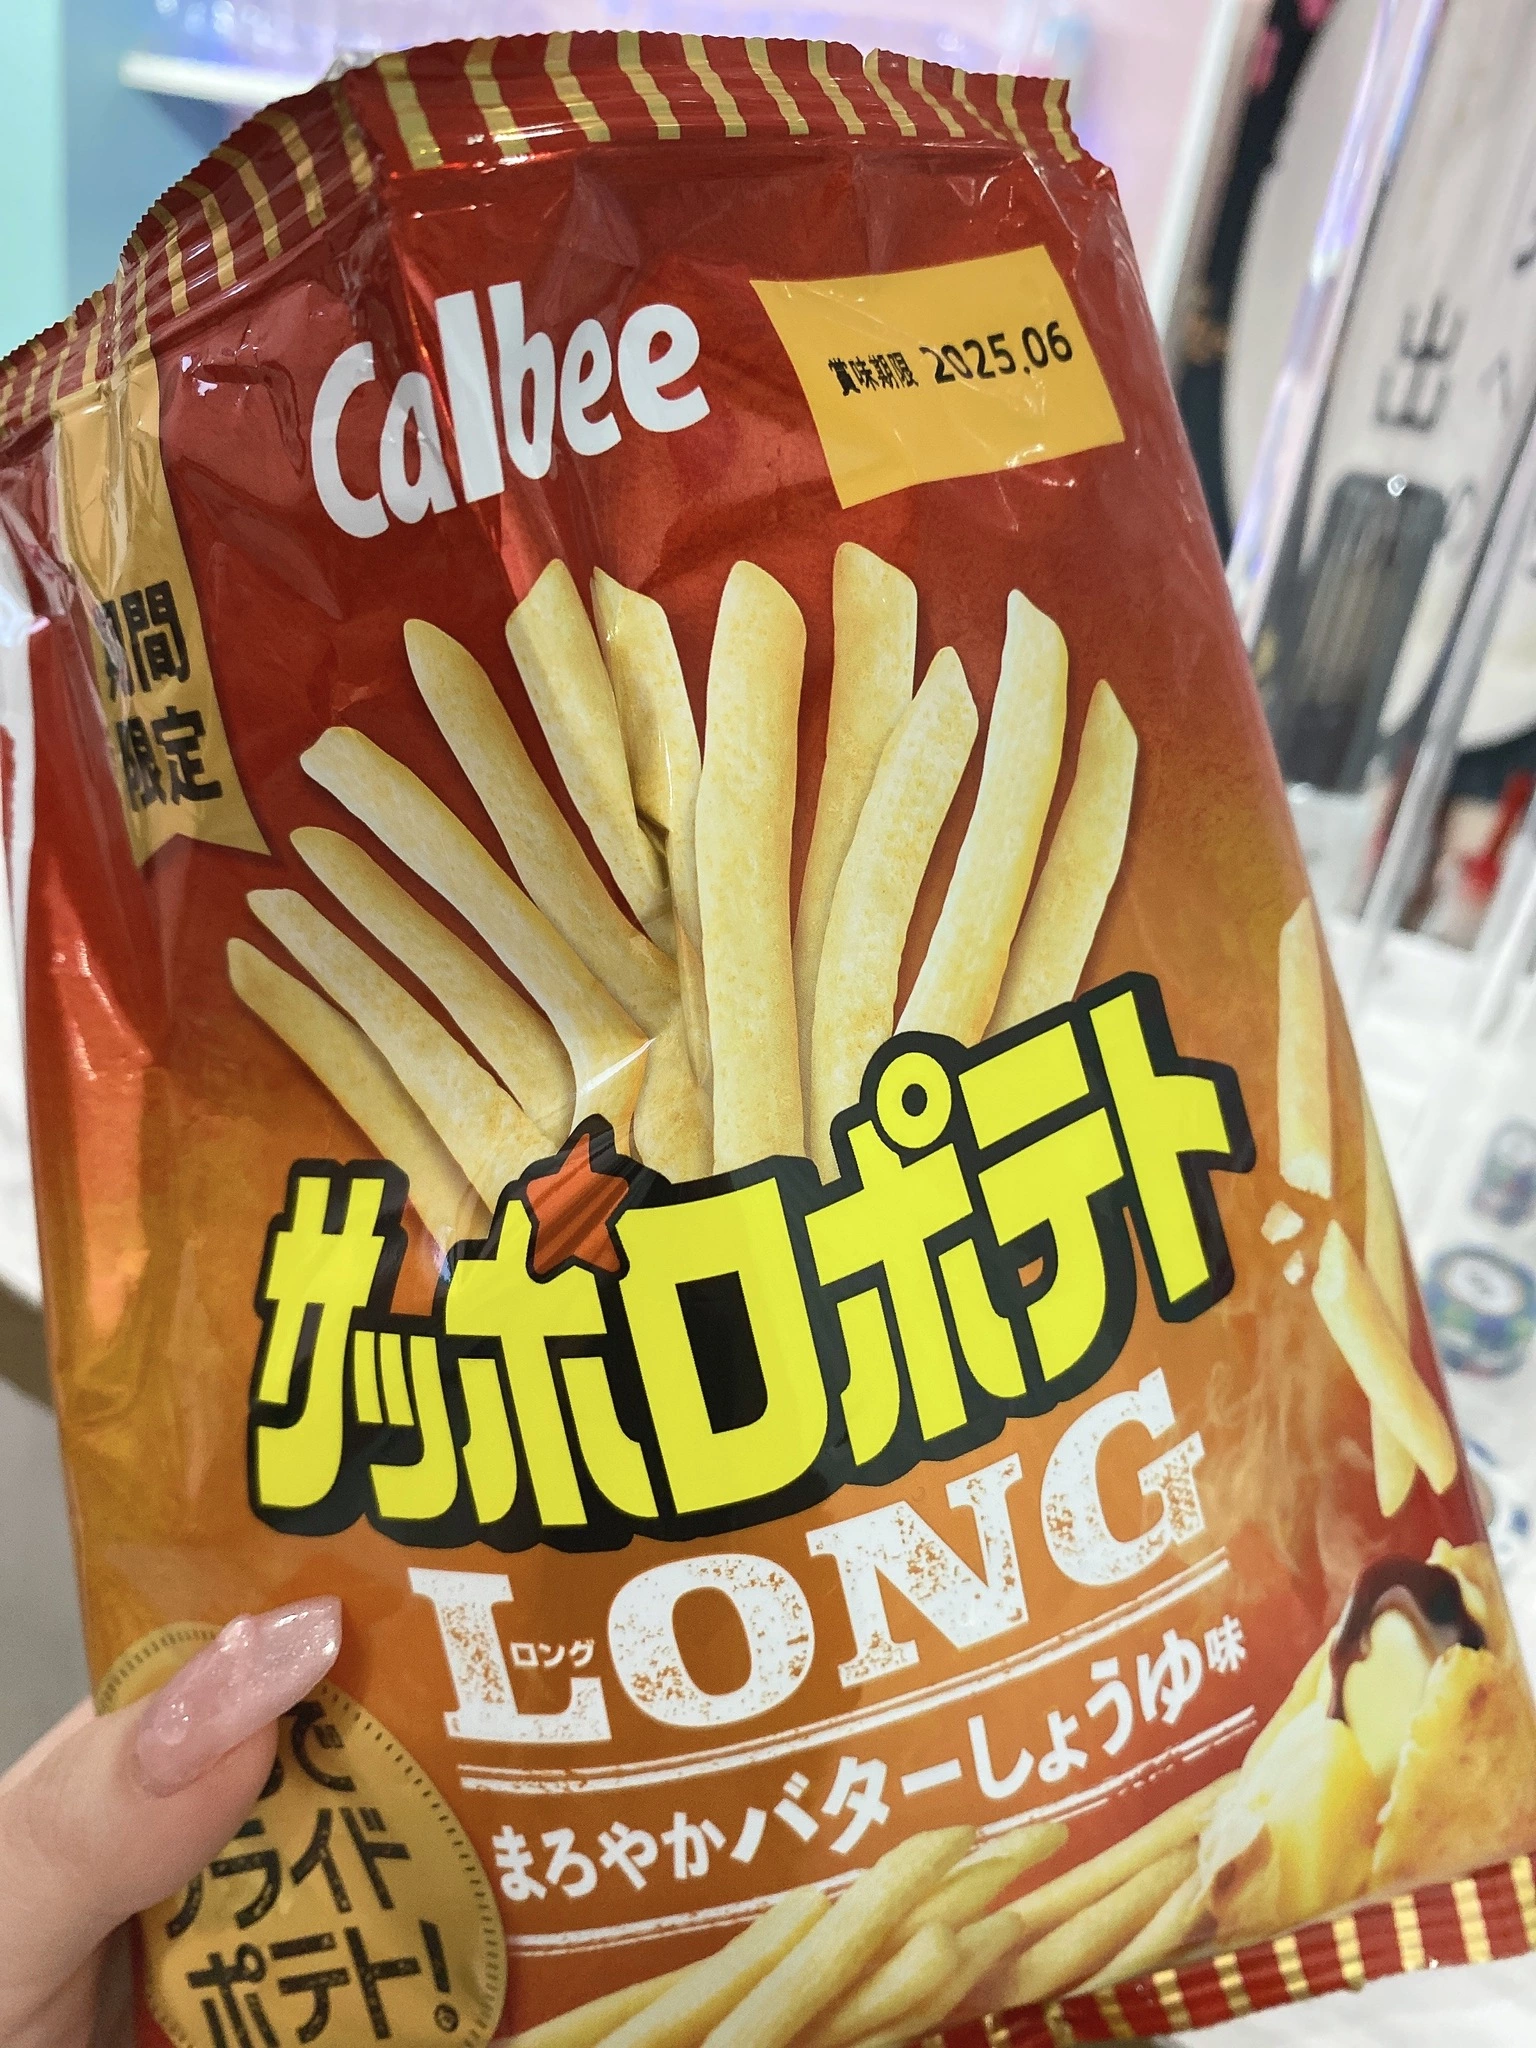 Calbee
賞味期限 2025.06
期間
限定
サッポロポテト
LONG
ロング
まろやかバターしょうゆ味
で
フライド
ポテト!
出